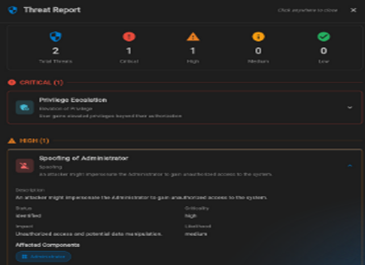 Threat Report
Click anywhere to close
2
1
1
0
0
Total Threats
Critical
High
Medium
Low
CRITICAL (1)
Privilege Escalation
Elevation of Privilege
User gains elevated privileges beyond their authorization
HIGH (1)
Spoofing of Administrator
Spoofing
An attacker might impersonate the Administrator to gain unauthorized access to the system.
Description
An attacker might impersonate the Administrator to gain unauthorized access to the system.
Status
Criticality
Identified
High
Impact
Likelihood
Unauthorized access and potential data manipulation.
Medium
Affected Components
Administrator